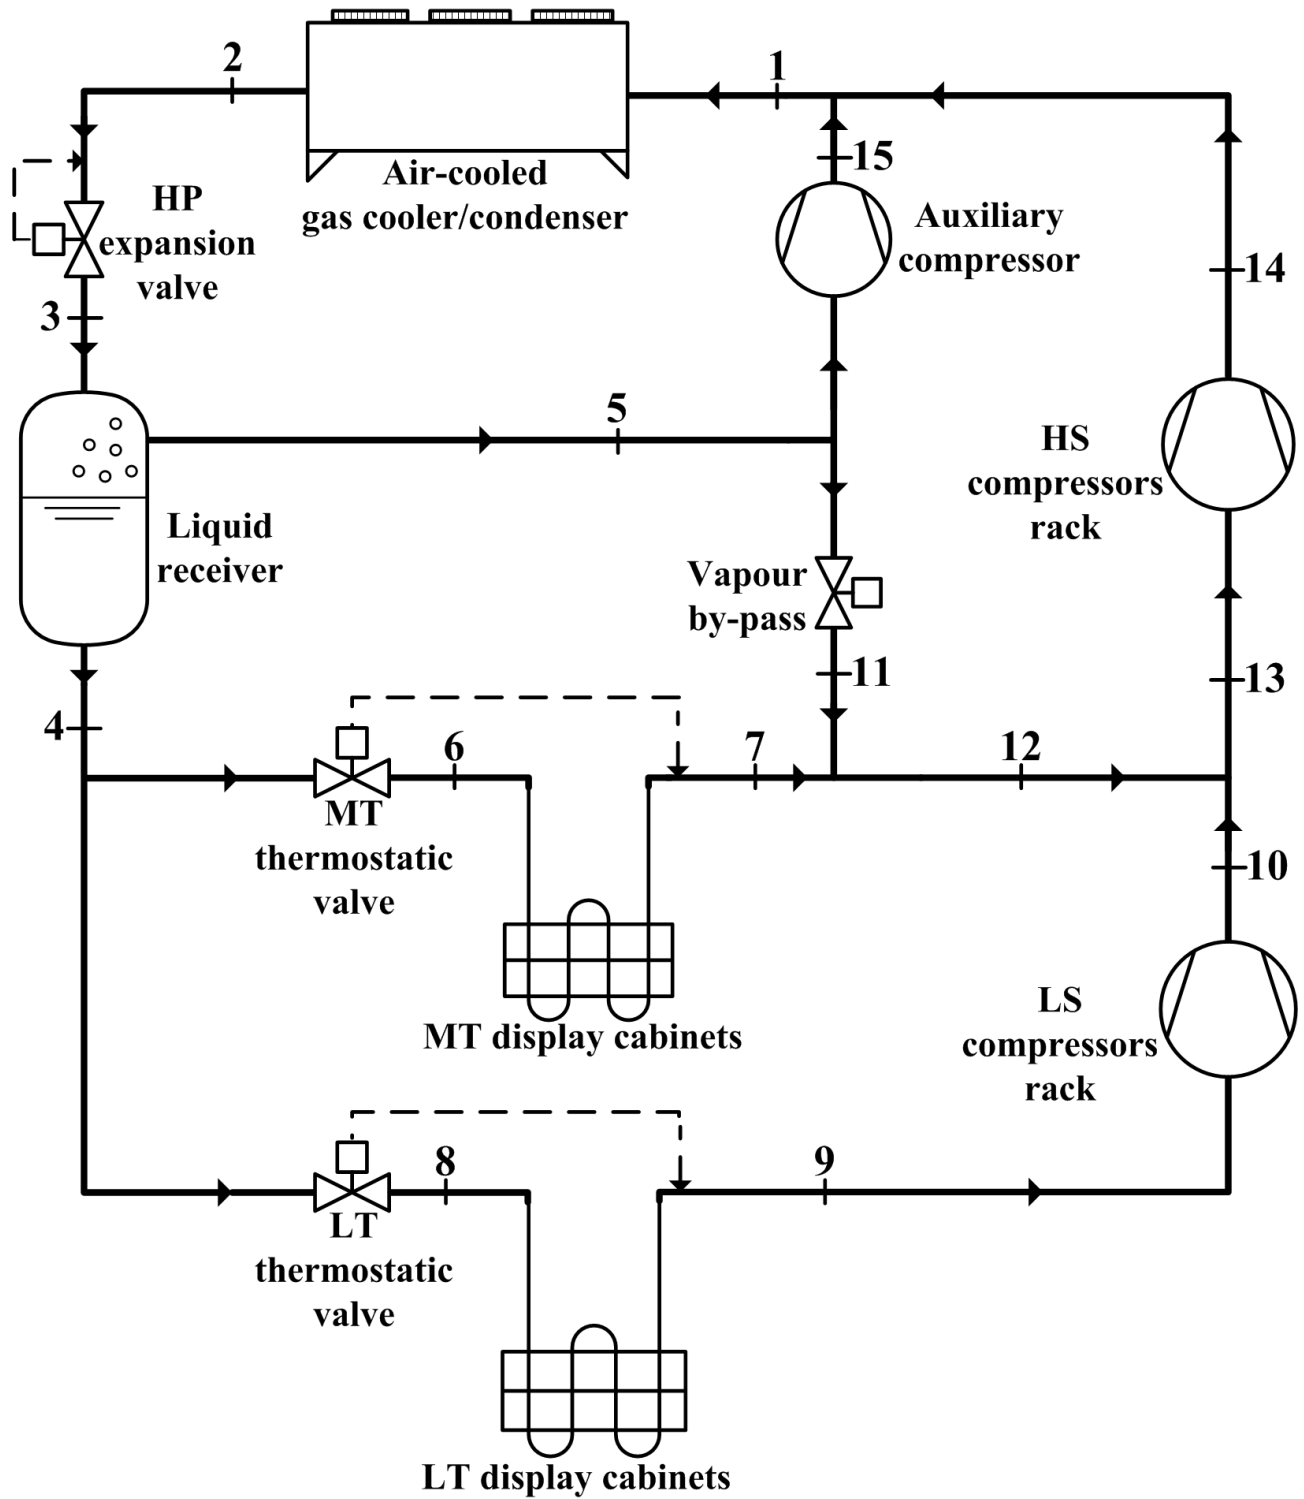 2
1
Air-cooled
gas cooler/condenser
15
HP
expansion
valve
Auxiliary
compressor
14
3
5
HS
compressors
rack
Liquid
receiver
Vapour
by-pass
11
13
4
6
7
12
MT
thermostatic
valve
10
MT display cabinets
LS
compressors
rack
8
9
LT
thermostatic
valve
LT display cabinets